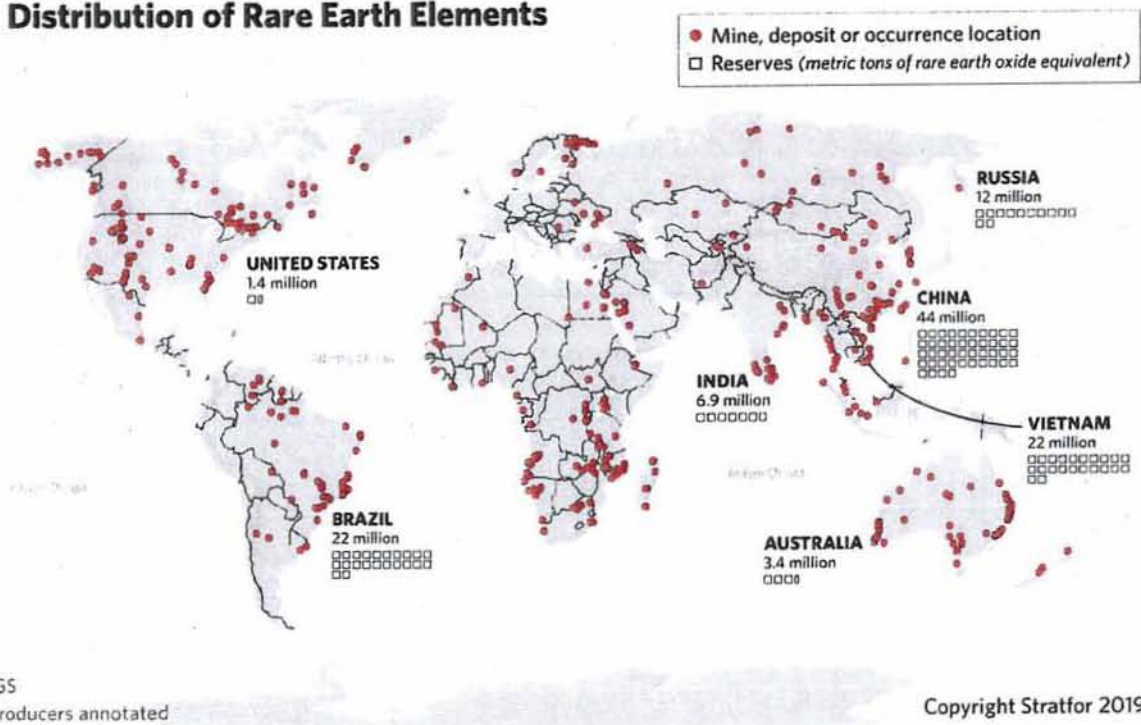 Distribution of Rare Earth Elements
Mine, deposit or occurrence location
Reserves (metric tons of rare earth oxide equivalent)
RUSSIA
12 million
UNITED STATES
1.4 million
CHINA
44 million
INDIA
6.9 million
VIETNAM
22 million
BRAZIL
22 million
AUSTRALIA
3.4 million
GS
roducers annotated
Copyright Stratfor 2019